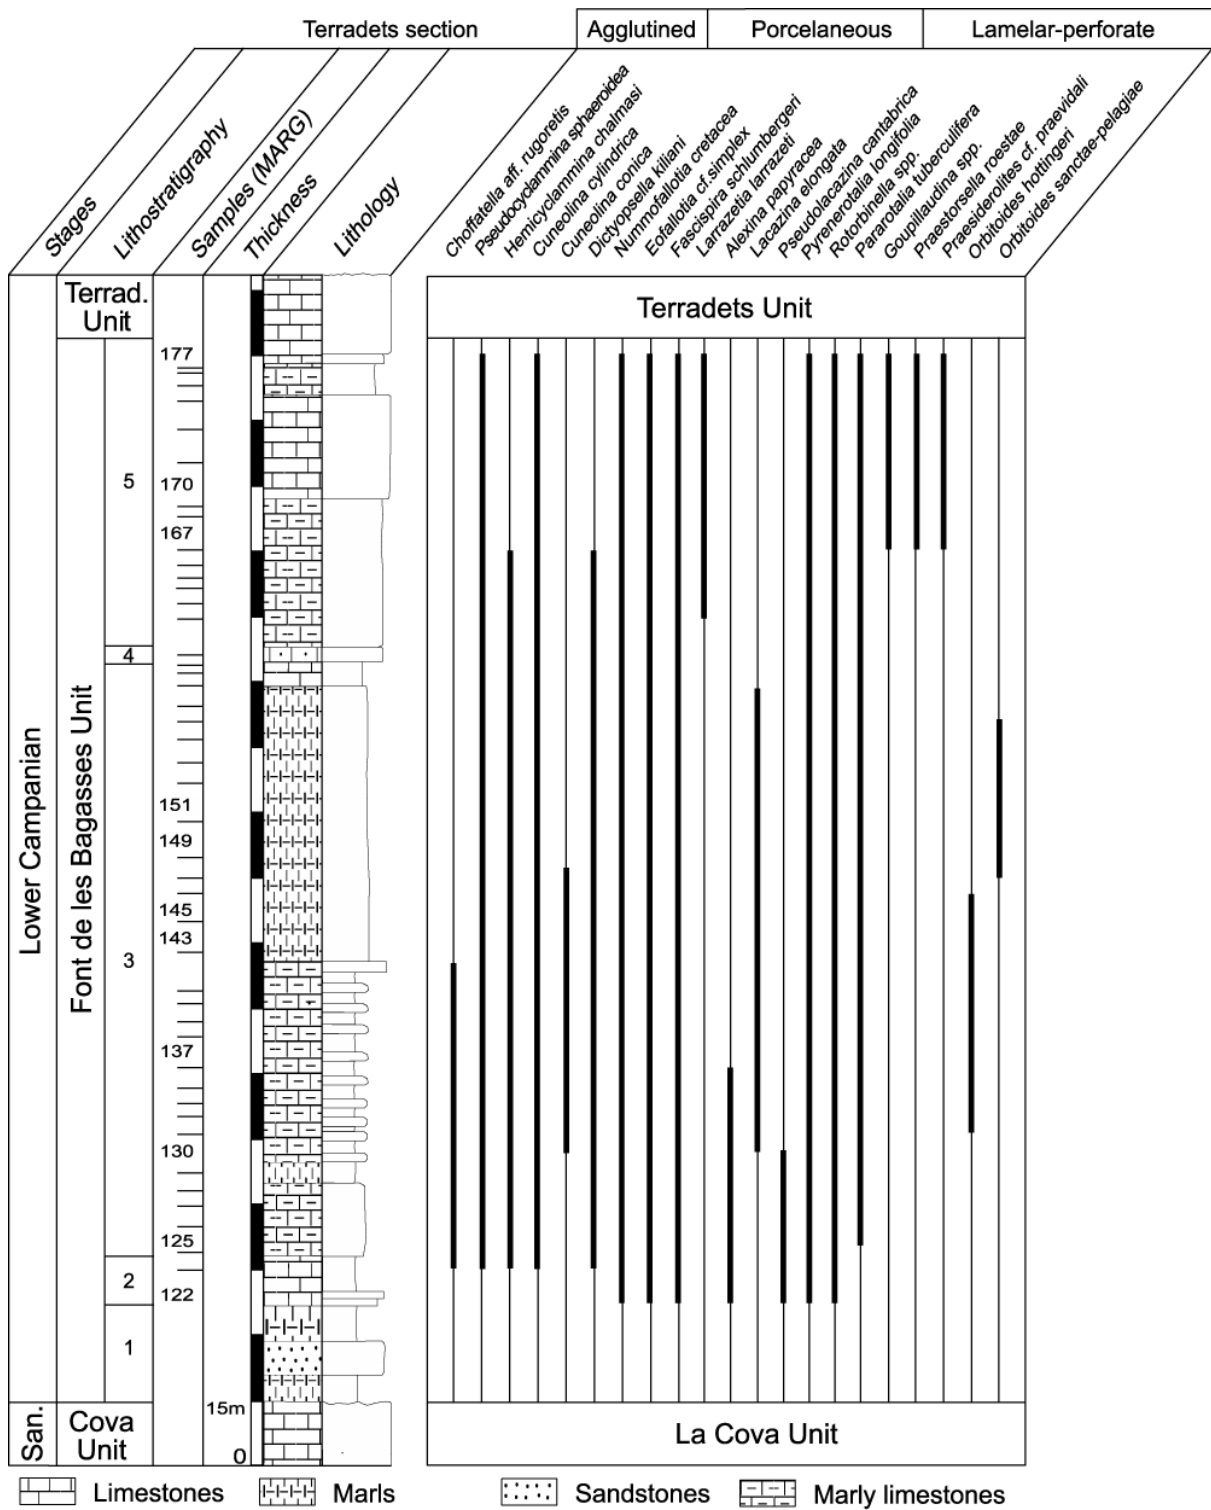 Terradets section
Agglutined
Porcelaneous
Lamelar-perforate
Stages
Lithostratigraphy
Samples (MARG)
Thickness
Lithology
Choffatella aff. rugoretis
Pseudocyclammina sphaeroidea
Hemicyclammina chalmasi
Cuneolina cylindrica
Cuneolina conica
Dictyopsella kiliani
Nummofallotia cretacea
Eofallotia cf.simplex
Fascispira schlumbergeri
Larrazetia larrazeti
Alexina papyracea
Lacazina elongata
Pseudolacazina cantabrica
Pyrenerotalia longifolia
Rotorbinella spp.
Pararotalia tuberculifera
Goupillaudina spp.
Praestorsella roestae
Praesiderolites cf. praevidali
Orbitoides hottingeri
Orbitoides sanctae-pelagiae
Terrad.
Unit
Terradets Unit
177
5
170
167
4
Lower Campanian
Font de les Bagasses Unit
151
149
145
143
3
137
130
125
2
122
1
San.
Cova
Unit
15m
0
La Cova Unit
Limestones
Marls
Sandstones
Marly limestones